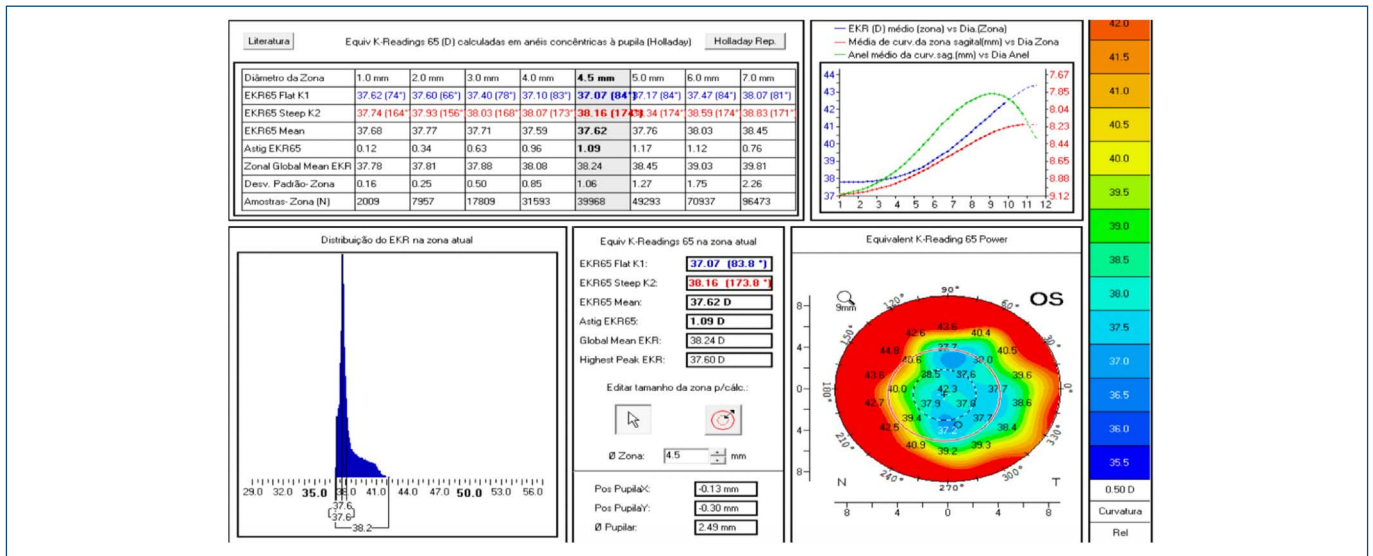 Literatura
Equiv K-Readings 65 (D) calculadas em anéis concêntricos à pupila (Holladay)
Holladay Rep.
Diâmetro da Zona 1.0 mm 2.0 mm 3.0 mm 4.0 mm 4.5 mm 5.0 mm 6.0 mm 7.0 mm
EKR65 Flat K1 37.62 (74°) 37.60 (66°) 37.40 (78°) 37.10 (83°) 37.07 (84° 37.17 (84°) 37.47 (84°) 38.07 (81°)
EKR65 Steep K2 37.74 (164° 37.93 (156° 38.03 (168° 38.07 (173° 38.16 (174° .34 (174° 38.59 (174° 38.83 (171°
EKR65 Mean 37.68 37.77 37.71 37.59 37.62 37.76 38.03 38.45
Astig EKR65 0.12 0.34 0.63 0.96 1.09 1.17 1.12 0.76
Zonal Global Mean EKR 37.78 37.81 37.88 38.08 38.24 38.45 39.03 39.81
Desv. Padrão- Zona 0.16 0.25 0.50 0.85 1.06 1.27 1.75 2.26
Amostras- Zona (N) 2009 7957 17809 31593 39968 49293 70937 96473
EKR (D) médio (zona) vs Dia.(Zona)
Média de curv.da zona sagital(mm) vs Dia Zona
Anel médio da curv.sag.(mm) vs Dia Anel
44 7.67
43 7.85
42 8.04
41 8.23
40 8.44
39 8.65
38 8.88
37 9.12
1 2 3 4 5 6 7 8 9 10 11 12
Distribuição do EKR na zona atual
29.0 32.0 35.0 38.0 41.0 44.0 47.0 50.0 53.0 56.0
37.6
[37.6]
38.2
Equiv K-Readings 65 na zona atual
EKR65 Flat K1: 37.07 (83.8 °)
EKR65 Steep K2: 38.16 (173.8 °)
EKR65 Mean: 37.62 D
Astig EKR65: 1.09 D
Global Mean EKR: 38.24 D
Highest Peak EKR: 37.60 D
Editar tamanho da zona p/cálc.:
Ø Zona: 4.5 mm
Pos PupilaX: -0.13 mm
Pos PupilaY: -0.30 mm
Ø Pupilar: 2.49 mm
Equivalent K-Reading 65 Power
9mm
OS
90°
120° 60°
150° 30°
180° 0°
210° 330°
240° 300°
270°
8 4 0 4 8
8 4 0 4 8
42.6 43.6 40.4
44.8 40.6 37.7 39.0 40.5
43.6 38.5 37.6 39.6
40.0 42.3 37.7
42.7 37.9 37.8 38.6
39.4 37.7
42.5 37.2 38.4
40.9 39.2 39.3
N T
42.0
41.5
41.0
40.5
40.0
39.5
39.0
38.5
38.0
37.5
37.0
36.5
36.0
35.5
0.50 D
Curvatura
Rel